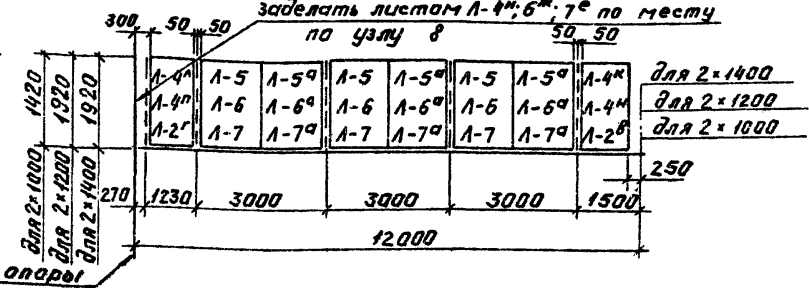 заделать листом Л-4н; 6ж; 7е по месту
по узлу 8
300 50 50 50 50
Л-4л Л-5 Л-5а Л-5 Л-5а Л-5 Л-5а Л-4к для 2×1400
Л-4п Л-6 Л-6а Л-6 Л-6а Л-6 Л-6а Л-4н для 2×1200
Л-2г Л-7 Л-7а Л-7 Л-7а Л-7 Л-7а Л-2в для 2×1000
1420 1920 1920
250
для 2×1000 для 2×1200 для 2×1400
270 1230 3000 3000 3000 1500
12000
опоры